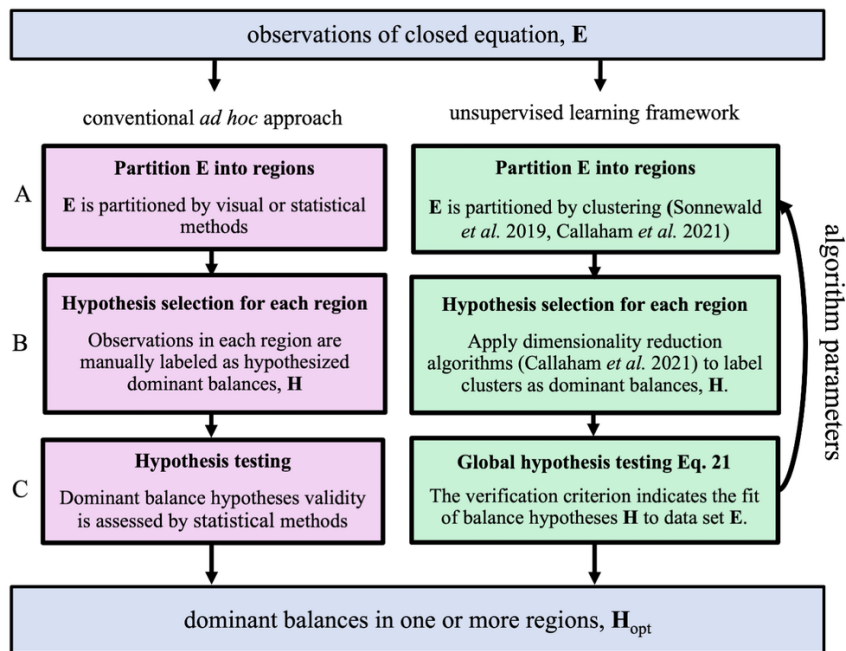 observations of closed equation, E
conventional ad hoc approach
unsupervised learning framework
A
Partition E into regions
E is partitioned by visual or statistical
methods
Partition E into regions
E is partitioned by clustering (Sonnewald
et al. 2019, Callaham et al. 2021)
B
Hypothesis selection for each region
Observations in each region are
manually labeled as hypothesized
dominant balances, H
Hypothesis selection for each region
Apply dimensionality reduction
algorithms (Callaham et al. 2021) to label
clusters as dominant balances, H.
C
Hypothesis testing
Dominant balance hypotheses validity
is assessed by statistical methods
Global hypothesis testing Eq. 21
The verification criterion indicates the fit
of balance hypotheses H to data set E.
algorithm parameters
dominant balances in one or more regions, Hopt